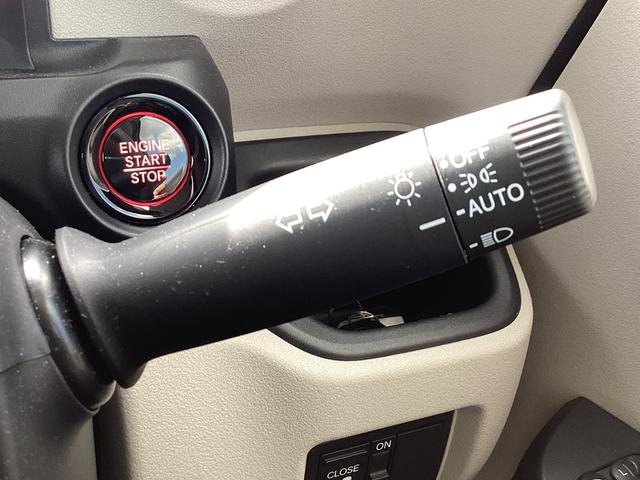 ENGINE
START
STOP
OFF
AUTO
ON
CLOSE
L